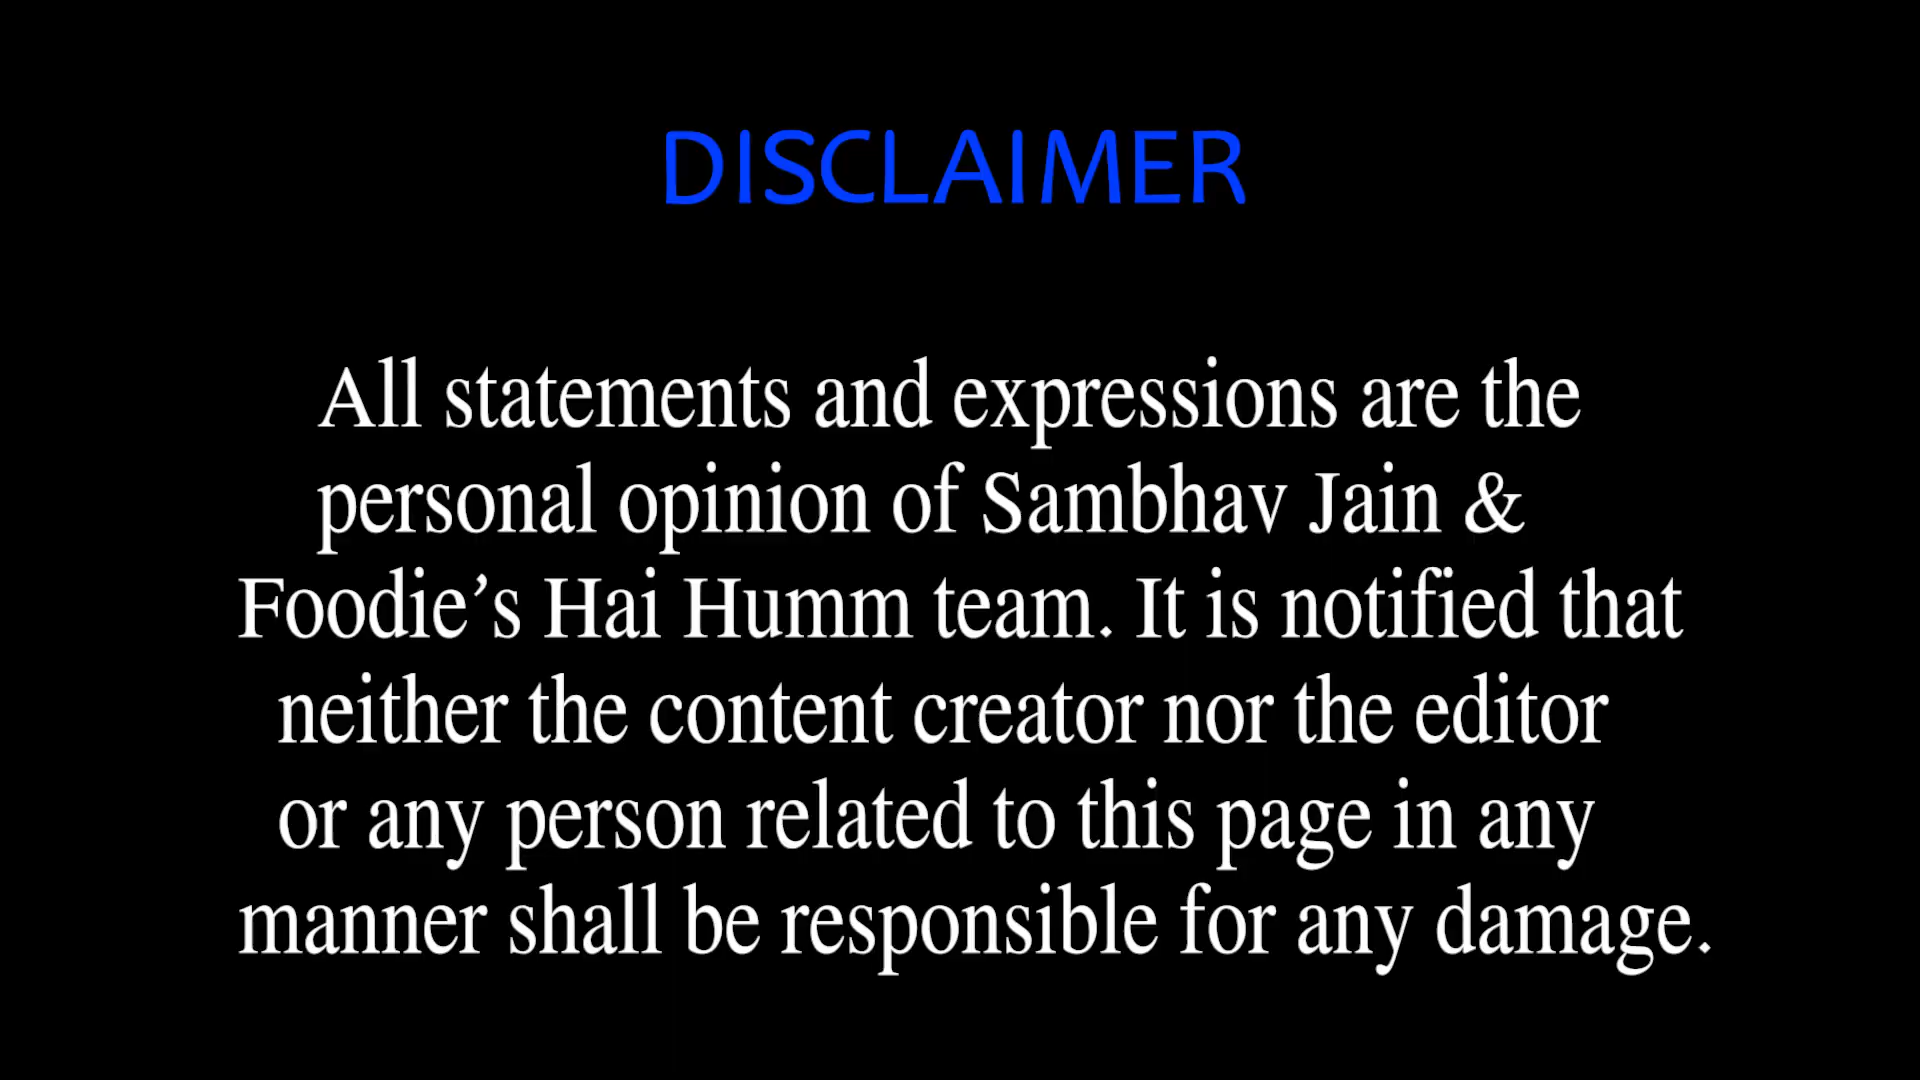 DISCLAIMER
All statements and expressions are the
personal opinion of Sambhav Jain &
Foodie’s Hai Humm team. It is notified that
neither the content creator nor the editor
or any person related to this page in any
manner shall be responsible for any damage.